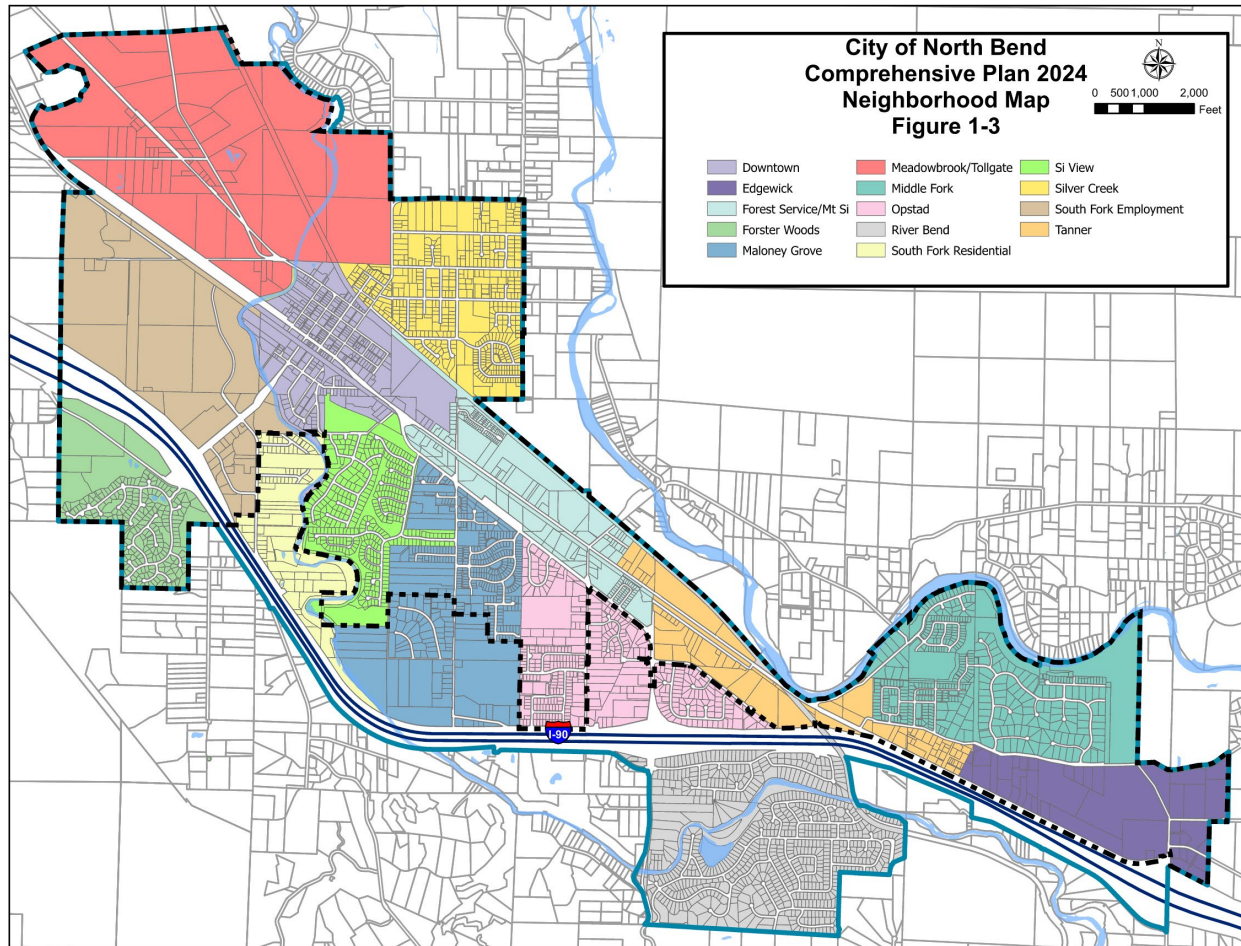 City of North Bend
Comprehensive Plan 2024
Neighborhood Map
Figure 1-3
N
0 500 1,000 2,000
Feet
Downtown
Edgewick
Forest Service/Mt Si
Forster Woods
Maloney Grove
Meadowbrook/Tollgate
Middle Fork
Opstad
River Bend
South Fork Residential
Si View
Silver Creek
South Fork Employment
Tanner
I-90